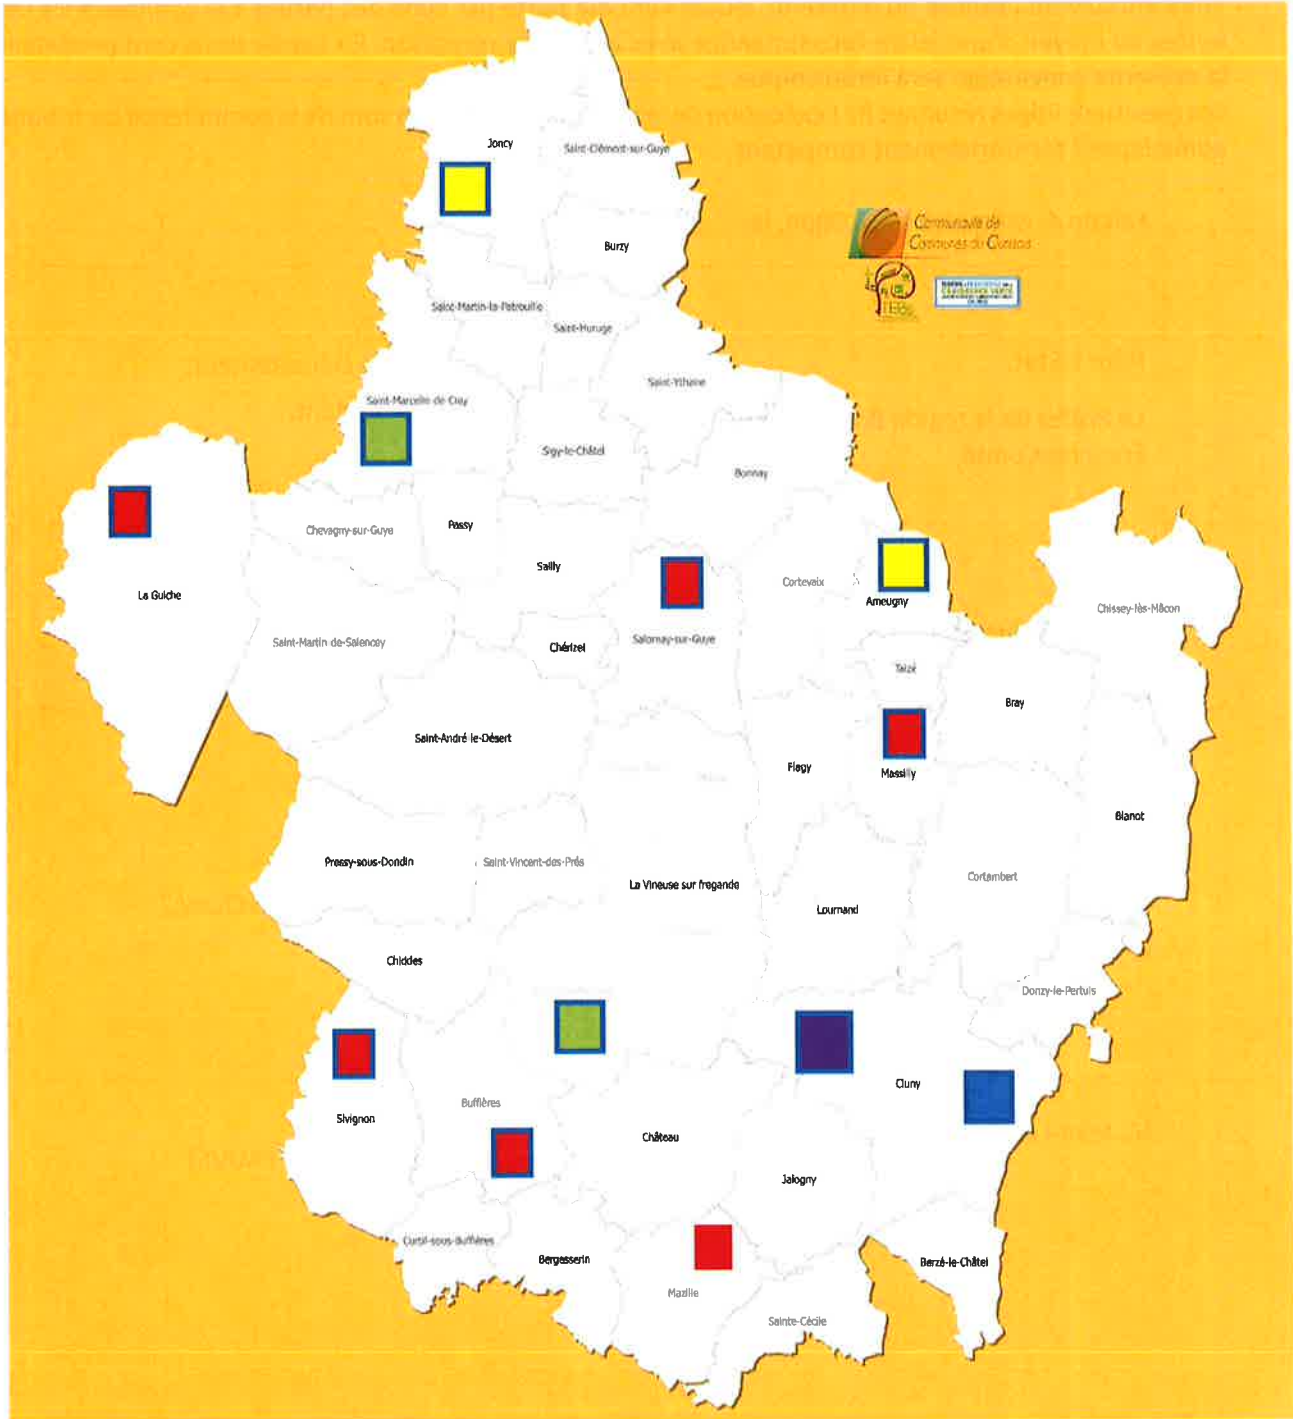 Joncy
Saint-Clément-sur-Guye
Burzy
Communauté de
Communes du Clunisois
Saint-Martin-la-Patrouille
Saint-Huruge
Saint-Ythaire
Saint-Marcelin de Cray
Sigy-le-Châtel
Bonnay
Chevagny-sur-Guye
Passy
Sailly
Cortevaix
La Guiche
Ameugny
Chissey-lès-Mâcon
Saint-Martin de-Salencey
Chérizet
Salornay-sur-Guye
Taizé
Bray
Saint-André le-Désert
Flagy
Massilly
Blanot
Pressy-sous-Dondin
Saint-Vincent-des-Prés
La Vineuse sur fregande
Cortambert
Lournand
Chiddes
Donzy-le-Pertuis
Cluny
Buffières
Sivignon
Château
Jalogny
Curtil-sous-Buffières
Bergesserin
Berzé-le-Châtel
Mazille
Sainte-Cécile